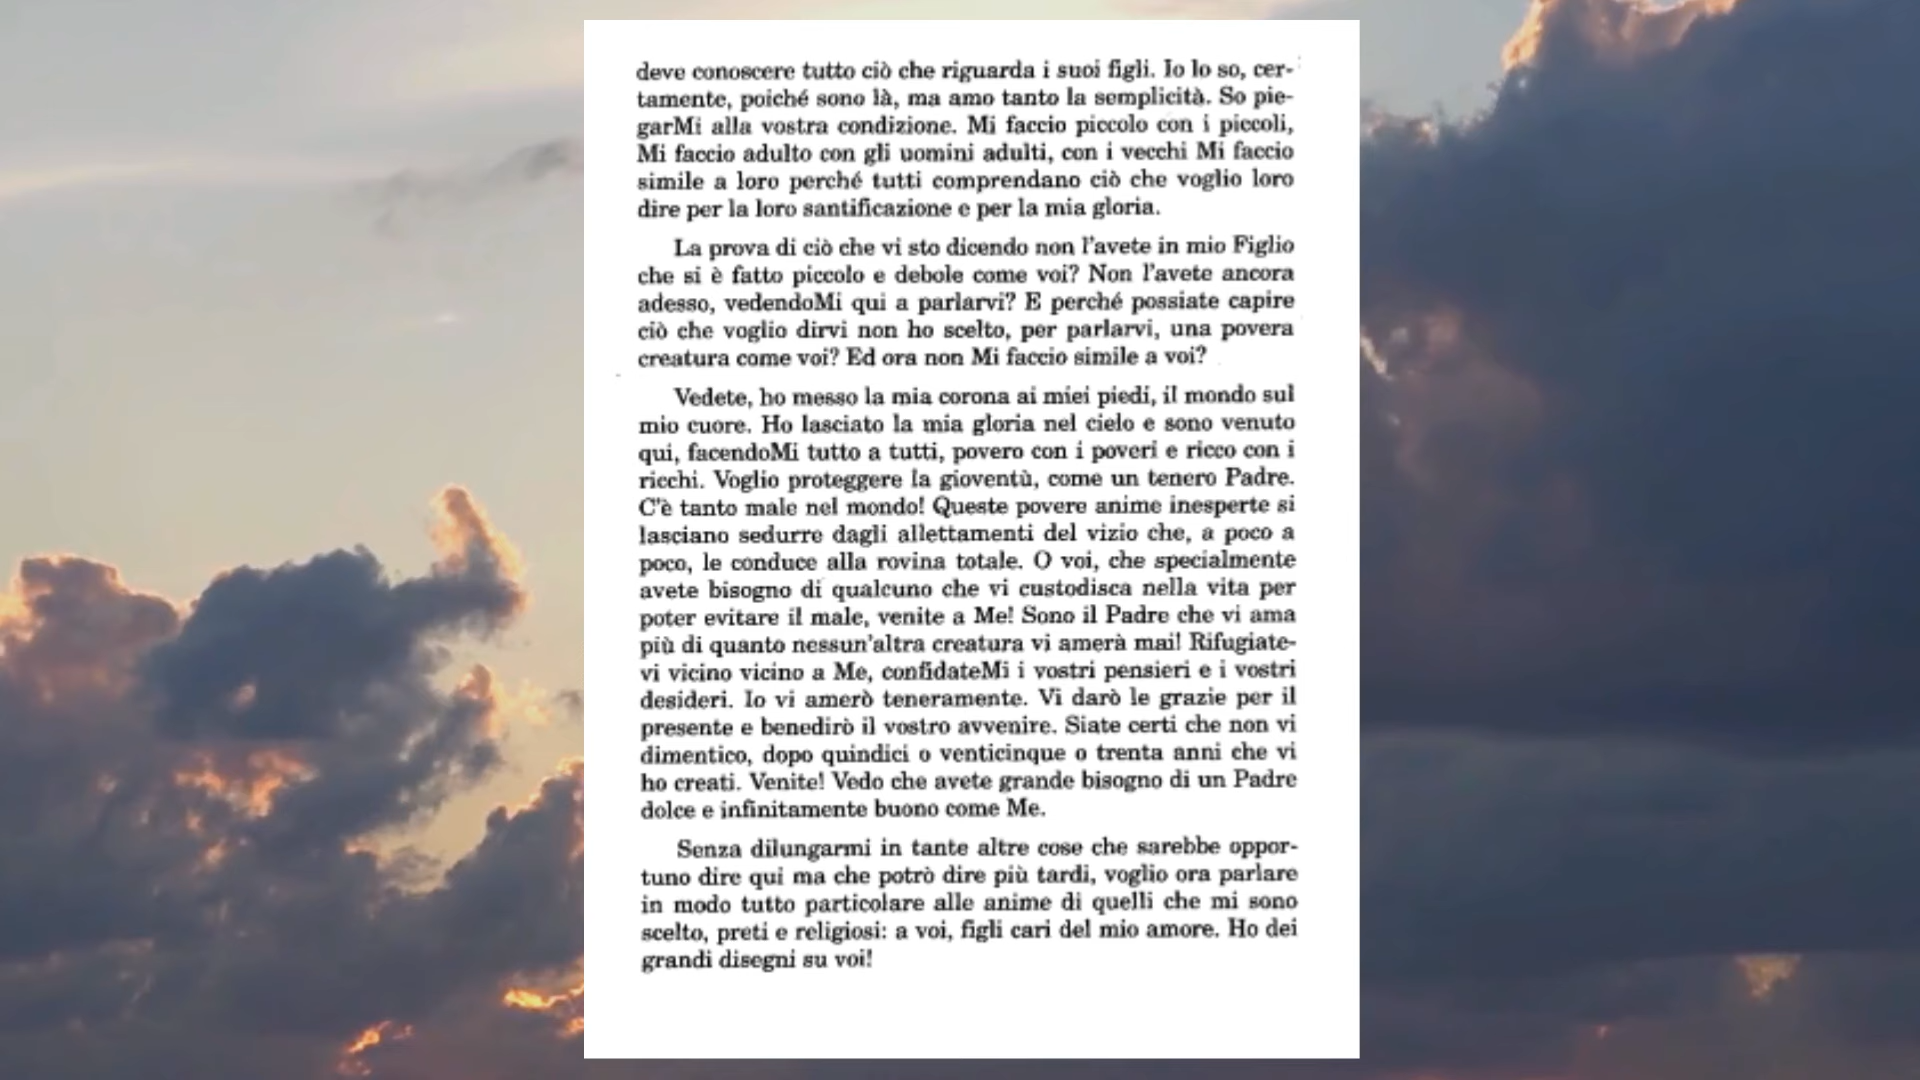 deve conoscere tutto ciò che riguarda i suoi figli. Io lo so, cer-
tamente, poiché sono là, ma amo tanto la semplicità. So pie-
garMi alla vostra condizione. Mi faccio piccolo con i piccoli,
Mi faccio adulto con gli uomini adulti, con i vecchi Mi faccio
simile a loro perché tutti comprendano ciò che voglio loro
dire per la loro santificazione e per la mia gloria.
La prova di ciò che vi sto dicendo non l'avete in mio Figlio
che si è fatto piccolo e debole come voi? Non l'avete ancora
adesso, vedendoMi qui a parlarvi? E perché possiate capire
ciò che voglio dirvi non ho scelto, per parlarvi, una povera
creatura come voi? Ed ora non Mi faccio simile a voi?
Vedete, ho messo la mia corona ai miei piedi, il mondo sul
mio cuore. Ho lasciato la mia gloria nel cielo e sono venuto
qui, facendoMi tutto a tutti, povero con i poveri e ricco con i
ricchi. Voglio proteggere la gioventù, come un tenero Padre.
C'è tanto male nel mondo! Queste povere anime inesperte si
lasciano sedurre dagli allettamenti del vizio che, a poco a
poco, le conduce alla rovina totale. O voi, che specialmente
avete bisogno di qualcuno che vi custodisca nella vita per
poter evitare il male, venite a Me! Sono il Padre che vi ama
più di quanto nessun'altra creatura vi amerà mai! Rifugiate-
vi vicino vicino a Me, confidateMi i vostri pensieri e i vostri
desideri. Io vi amerò teneramente. Vi darò le grazie per il
presente e benedirò il vostro avvenire. Siate certi che non vi
dimentico, dopo quindici o venticinque o trenta anni che vi
ho creati. Venite! Vedo che avete grande bisogno di un Padre
dolce e infinitamente buono come Me.
Senza dilungarmi in tante altre cose che sarebbe oppor-
tuno dire qui ma che potrò dire più tardi, voglio ora parlare
in modo tutto particolare alle anime di quelli che mi sono
scelto, preti e religiosi: a voi, figli cari del mio amore. Ho dei
grandi disegni su voi!